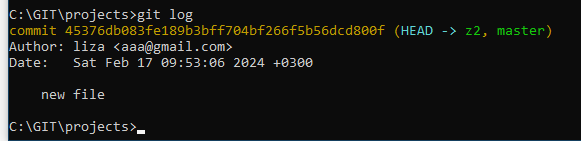 C:\GIT\projects>git log
commit 45376db083fe189b3bff704bf266f5b56dcd800f (HEAD -> z2, master)
Author: liza <aaa@gmail.com>
Date:   Sat Feb 17 09:53:06 2024 +0300
    new file
C:\GIT\projects>